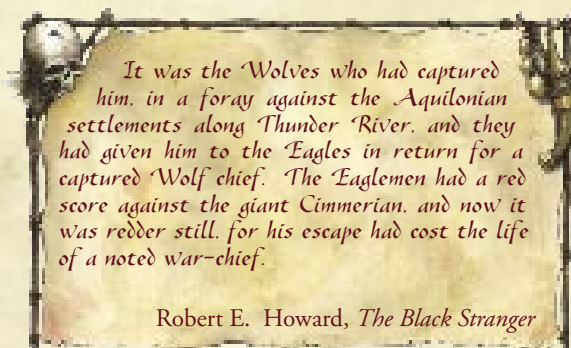 It was the Wolves who had captured
him, in a foray against the Aquilonian
settlements along Thunder River, and they
had given him to the Eagles in return for a
captured Wolf chief. The Eaglemen had a red
score against the giant Cimmerian, and now it
was redder still, for his escape had cost the life
of a noted war-chief.
Robert E. Howard, The Black Stranger